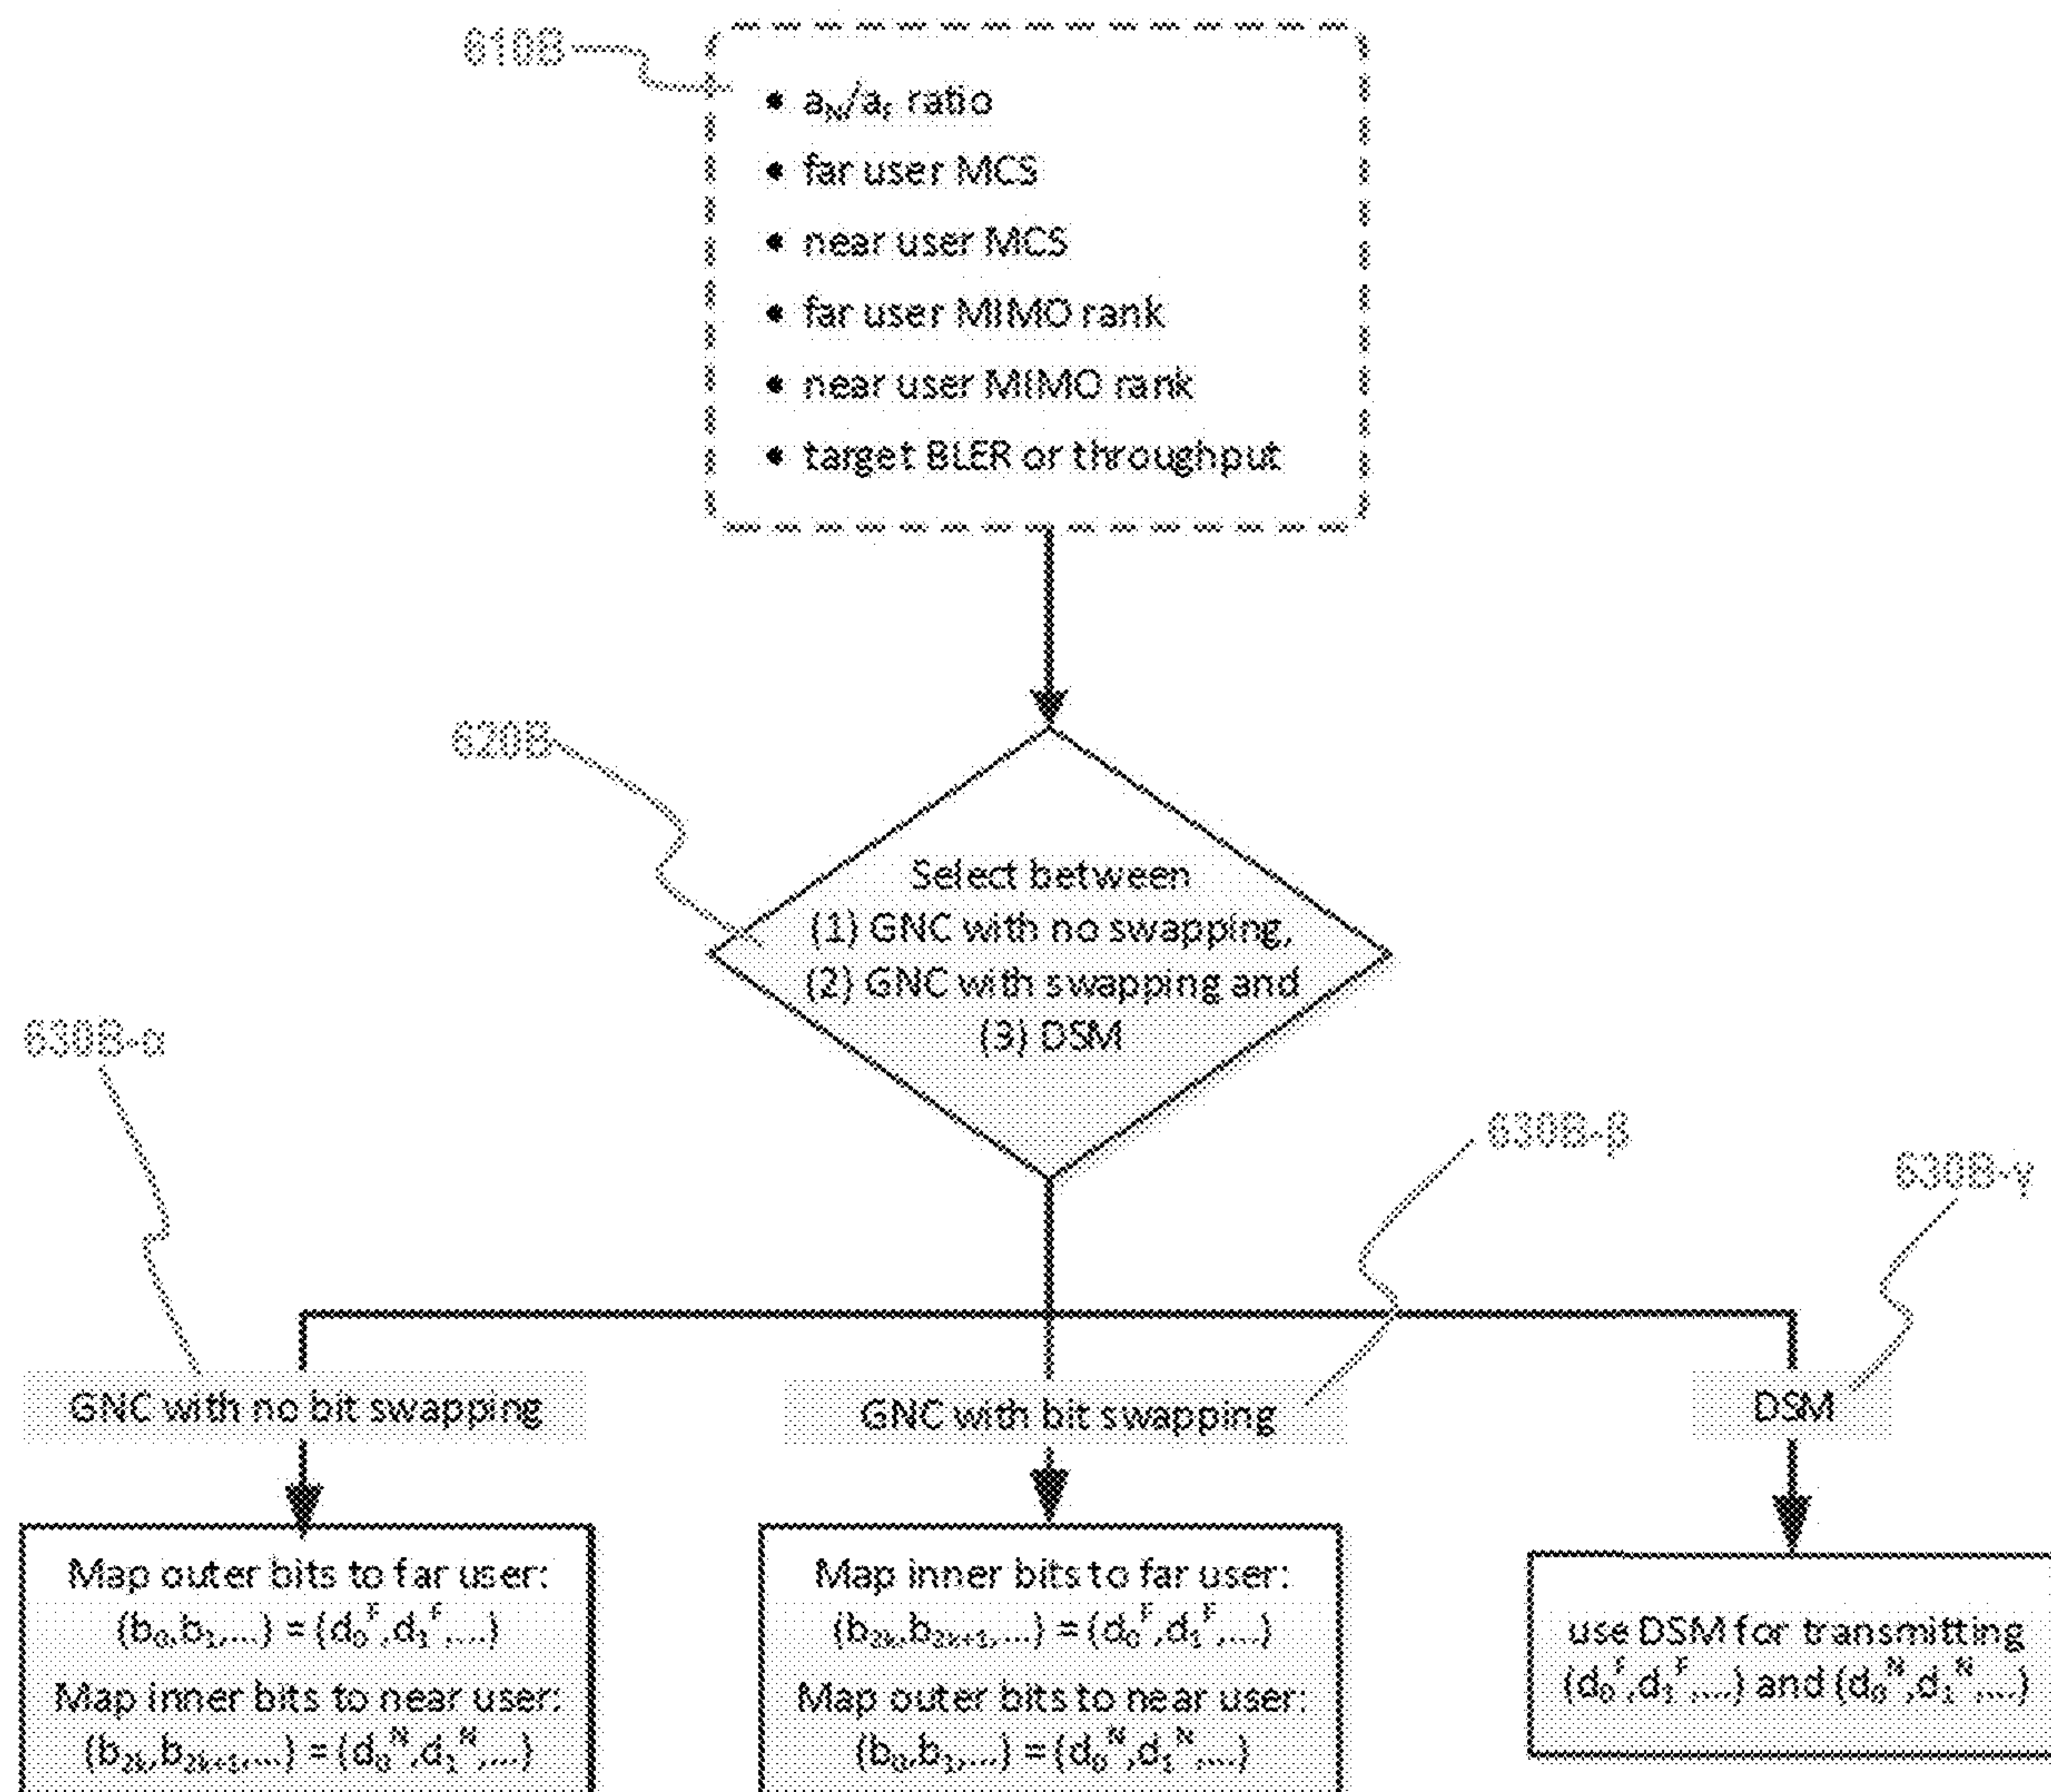 610B
• aN/aF ratio
• far user MCS
• near user MCS
• far user MIMO rank
• near user MIMO rank
• target BLER or throughput
620B
Select between
(1) GNC with no swapping,
(2) GNC with swapping and
(3) DSM
630B-α
630B-β
630B-γ
GNC with no bit swapping
GNC with bit swapping
DSM
Map outer bits to far user:
(b₀,b₁,...) = (d₀ᶠ,d₁ᶠ,...)
Map inner bits to near user:
(b₂ₖ,b₂ₖ₊₁,...) = (d₀ᴺ,d₁ᴺ,...)
Map inner bits to far user:
(b₂ₖ,b₂ₖ₊₁,...) = (d₀ᶠ,d₁ᶠ,...)
Map outer bits to near user:
(b₀,b₁,...) = (d₀ᴺ,d₁ᴺ,...)
use DSM for transmitting
(d₀ᶠ,d₁ᶠ,...) and (d₀ᴺ,d₁ᴺ,...)